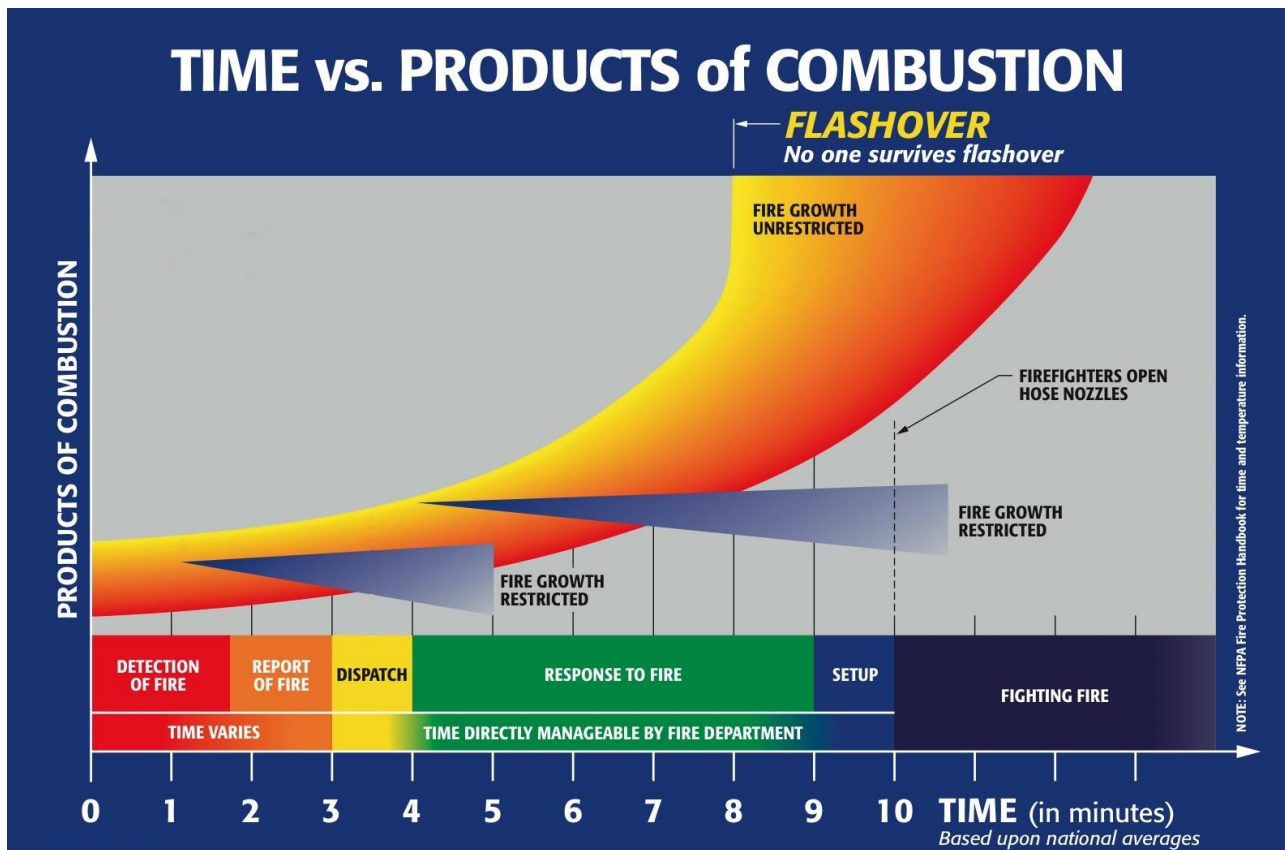 TIME vs. PRODUCTS of COMBUSTION
FLASHOVER
No one survives flashover
FIRE GROWTH
UNRESTRICTED
PRODUCTS OF COMBUSTION
FIREFIGHTERS OPEN
HOSE NOZZLES
FIRE GROWTH
RESTRICTED
FIRE GROWTH
RESTRICTED
NOTE: See NFPA Fire Protection Handbook for time and temperature information.
DETECTION
OF FIRE
REPORT
OF FIRE
DISPATCH
RESPONSE TO FIRE
SETUP
FIGHTING FIRE
TIME VARIES
TIME DIRECTLY MANAGEABLE BY FIRE DEPARTMENT
0 1 2 3 4 5 6 7 8 9 10 TIME (in minutes)
Based upon national averages